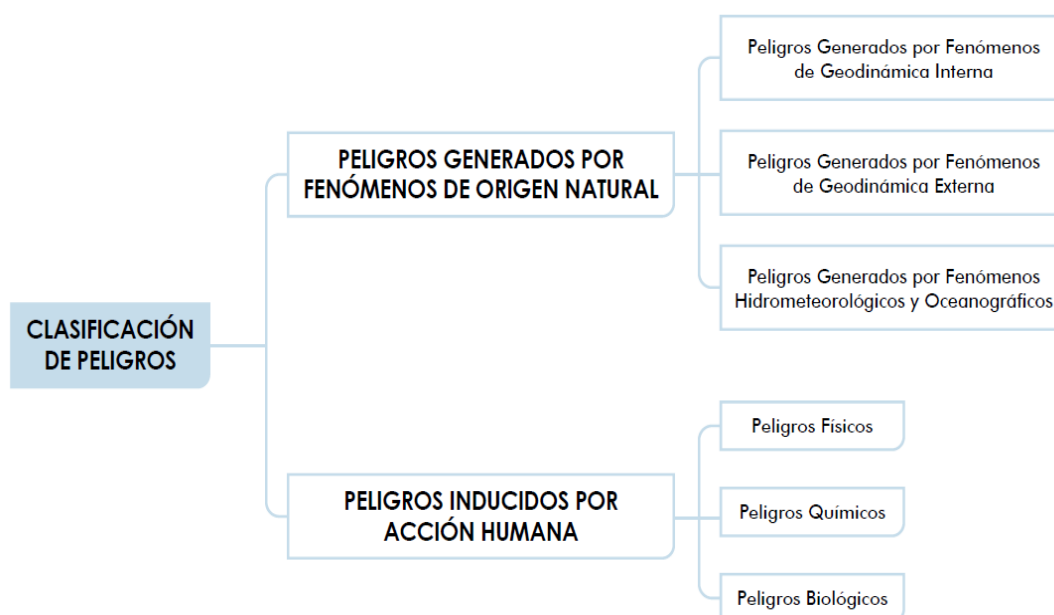 CLASIFICACIÓN
DE PELIGROS
PELIGROS GENERADOS POR
FENÓMENOS DE ORIGEN NATURAL
Peligros Generados por Fenómenos
de Geodinámica Interna
Peligros Generados por Fenómenos
de Geodinámica Externa
Peligros Generados por Fenómenos
Hidrometeorológicos y Oceanográficos
PELIGROS INDUCIDOS POR
ACCIÓN HUMANA
Peligros Físicos
Peligros Químicos
Peligros Biológicos